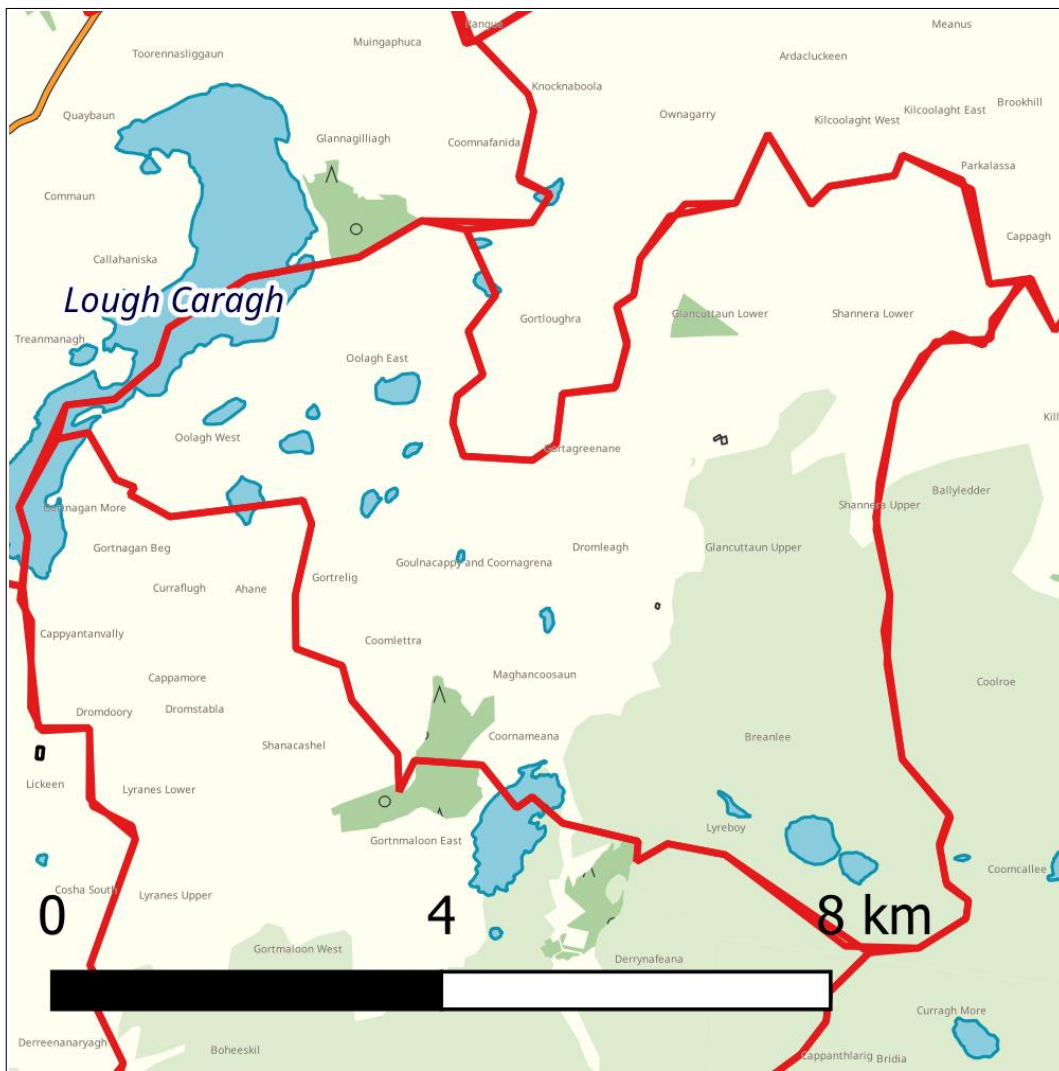 Meanus
Muingaphuca
Toorennasliggaun
Ardacluckeen
Knocknaboola
Brookhill
Kilcoolaght East
Quaybaun
Ownagarry
Kilcoolaght West
Glannagilliagh
Coomnafanida
Parkalassa
Commaun
Cappagh
Callahaniska
Lough Caragh
Glancuttaun Lower
Shannera Lower
Gortloughra
Treanmanagh
Oolagh East
Oolagh West
Gortagreenane
Ballyledder
Shannera Upper
Gortnagan More
Gortnagan Beg
Dromleagh
Glancuttaun Upper
Goulnacappy and Coornagrena
Gortrelig
Curraflugh
Ahane
Cappyantanvally
Coomlettra
Maghancoosaun
Cappamore
Coolroe
Dromdoory
Dromstabla
Coornameana
Breanlee
Shanacashel
Lickeen
Lyranes Lower
Lyreboy
Gortnmaloon East
Coomcallee
Cosha South
Lyranes Upper
0
4
8 km
Gortmaloon West
Derrynafeana
Curragh More
Derreenanaryagh
Boheeskil
Cappanthlarig
Bridia